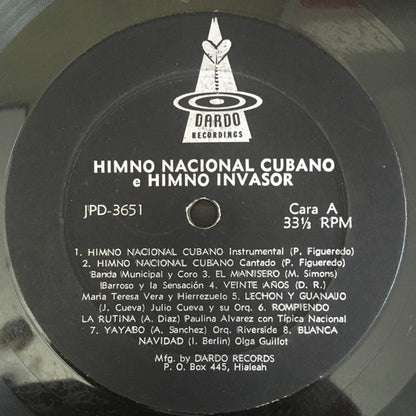 DARDO
RECORDINGS
HIMNO NACIONAL CUBANO
e HIMNO INVASOR
JPD-3651
Cara A
33⅓ RPM
1. HIMNO NACIONAL CUBANO Instrumental (P. Figueredo)
2. HIMNO NACIONAL CUBANO Cantado (P. Figueredo)
Banda (Municipal y Coro 3. EL MANISERO (M. Simons)
Barroso y la Sensación 4. VEINTE AÑOS (D. R.)
Maria Teresa Vera y Hierrezuelo 5. LECHON Y GUANAJO
(J. Cueva) Julio Cueva y su Orq. 6. ROMPIENDO
LA RUTINA (A. Diaz) Paulina Alvarez con Típica Nacional
7. YAYABO (A. Sanchez) Orq. Riverside 8. BLANCA
NAVIDAD (I. Berlin) Olga Guillot
Mfg. by DARDO RECORDS
P. O. Box 445, Hialeah